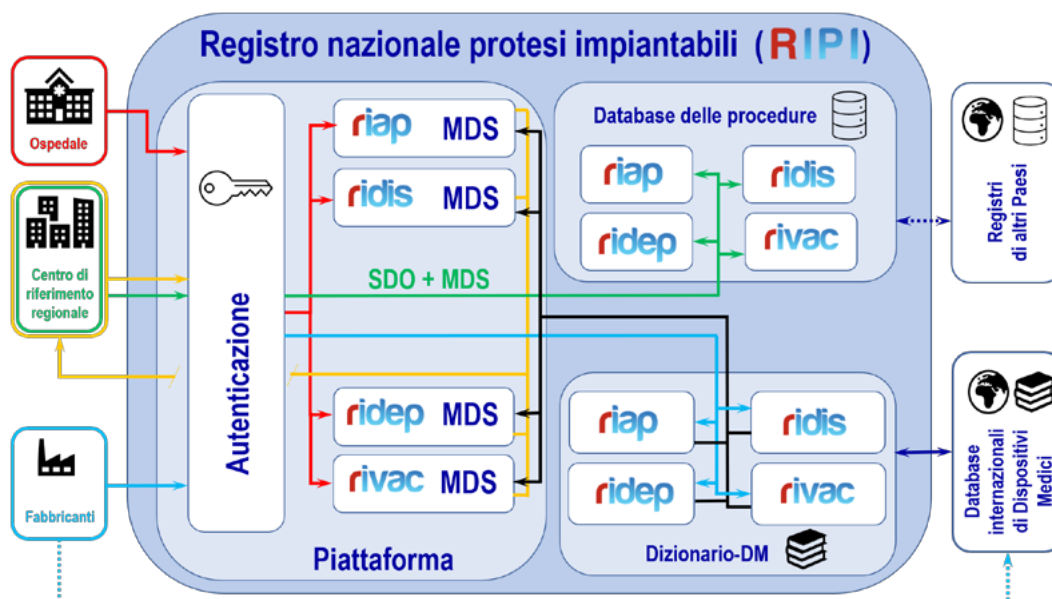 Registro nazionale protesi impiantabili (RIPI)
Ospedale
Centro di
riferimento
regionale
Fabbricanti
Autenticazione
riap MDS
ridis MDS
SDO + MDS
ridep MDS
rivac MDS
Piattaforma
Database delle procedure
riap
ridis
ridep
rivac
riap
ridis
ridep
rivac
Dizionario-DM
Registri
di altri Paesi
Database
internazionali
di Dispositivi
Medici